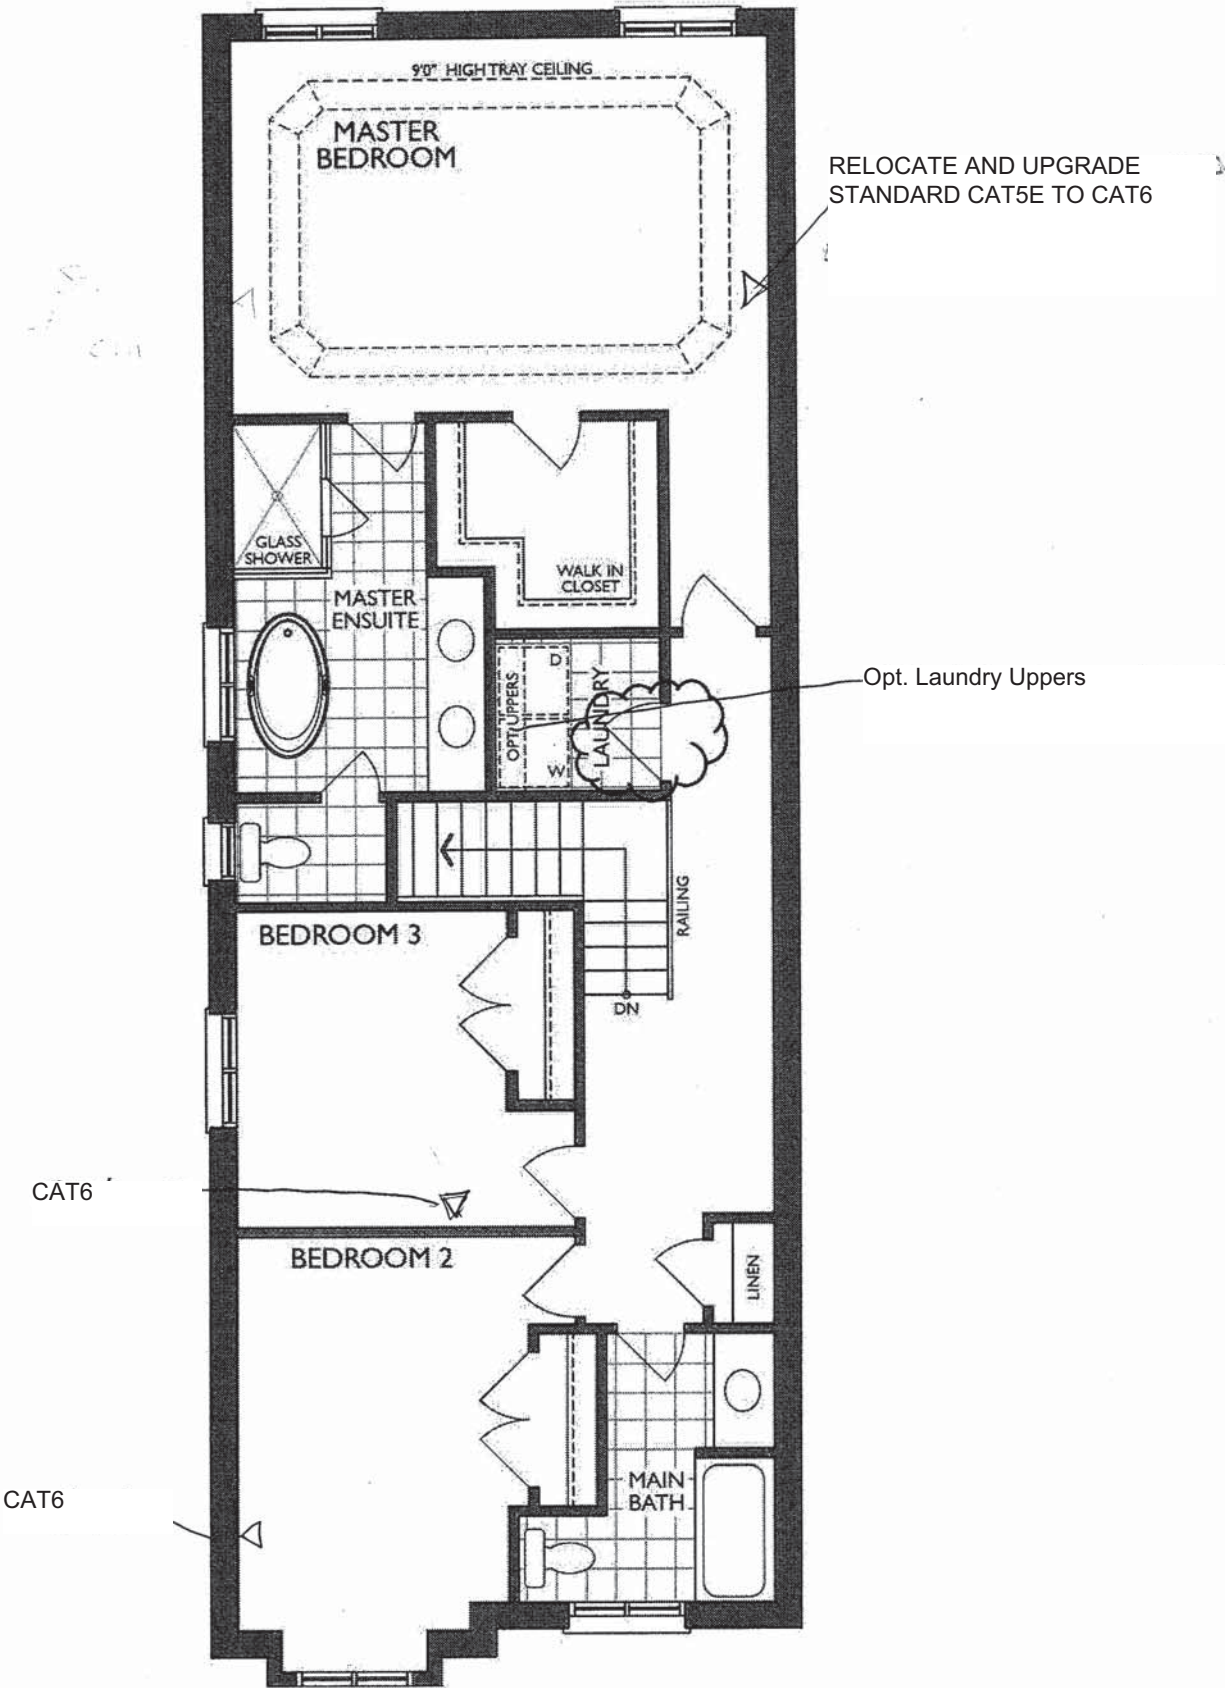 9'0" HIGH TRAY CEILING
MASTER
BEDROOM
RELOCATE AND UPGRADE
STANDARD CAT5E TO CAT6
GLASS
SHOWER
WALK IN
CLOSET
MASTER
ENSUITE
D
OPT. UPPERS
LAUNDRY
W
Opt. Laundry Uppers
RAILING
BEDROOM 3
DN
CAT6
BEDROOM 2
LINEN
MAIN
BATH
CAT6